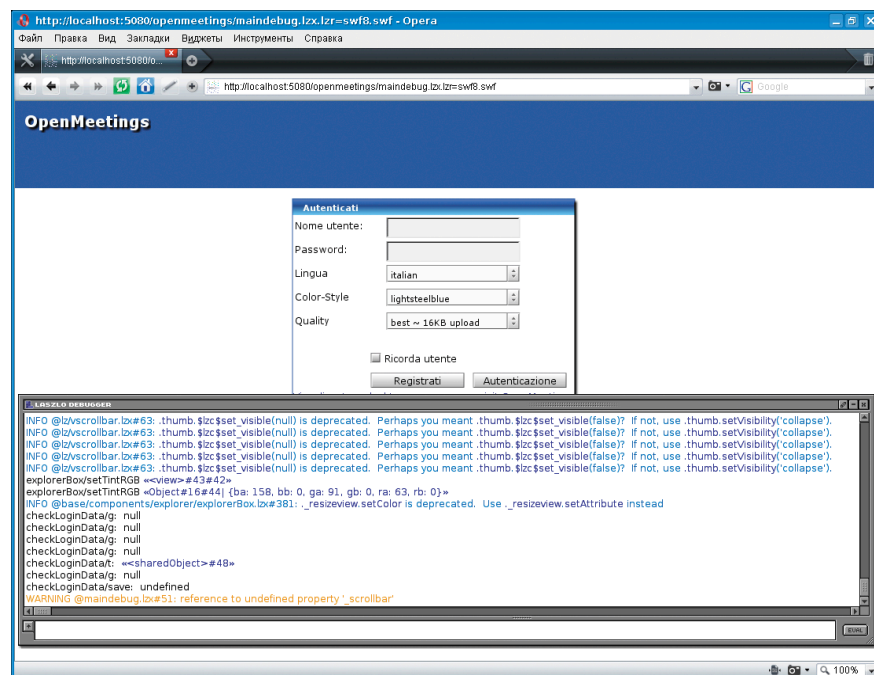 http://localhost:5080/openmeetings/maindebug.lzx.lzr=swf8.swf - Opera
Файл Правка Вид Закладки Виджеты Инструменты Справка
http://localhost:5080/o...
http://localhost:5080/openmeetings/maindebug.lzx.lzr=swf8.swf
Google
OpenMeetings
Autenticati
Nome utente:
Password:
Lingua italian
Color-Style lightsteelblue
Quality best ~ 16KB upload
Ricorda utente
Registrati Autenticazione
LASZLO DEBUGGER
INFO @lz/vscrollbar.lzx#63: .thumb.$lzc$set_visible(null) is deprecated. Perhaps you meant .thumb.$lzc$set_visible(false)? If not, use .thumb.setVisibility('collapse').
INFO @lz/vscrollbar.lzx#63: .thumb.$lzc$set_visible(null) is deprecated. Perhaps you meant .thumb.$lzc$set_visible(false)? If not, use .thumb.setVisibility('collapse').
INFO @lz/vscrollbar.lzx#63: .thumb.$lzc$set_visible(null) is deprecated. Perhaps you meant .thumb.$lzc$set_visible(false)? If not, use .thumb.setVisibility('collapse').
INFO @lz/vscrollbar.lzx#63: .thumb.$lzc$set_visible(null) is deprecated. Perhaps you meant .thumb.$lzc$set_visible(false)? If not, use .thumb.setVisibility('collapse').
INFO @lz/vscrollbar.lzx#63: .thumb.$lzc$set_visible(null) is deprecated. Perhaps you meant .thumb.$lzc$set_visible(false)? If not, use .thumb.setVisibility('collapse').
explorerBox/setTintRGB «<view>#43#42»
explorerBox/setTintRGB «Object#16#44| {ba: 158, bb: 0, ga: 91, gb: 0, ra: 63, rb: 0}»
INFO @base/components/explorer/explorerBox.lzx#381: ._resizeview.setColor is deprecated. Use ._resizeview.setAttribute instead
checkLoginData/g: null
checkLoginData/g: null
checkLoginData/g: null
checkLoginData/g: null
checkLoginData/t: «<sharedObject>#48»
checkLoginData/g: null
checkLoginData/save: undefined
WARNING @maindebug.lzx#51: reference to undefined property '_scrollbar'
EVAL
100%